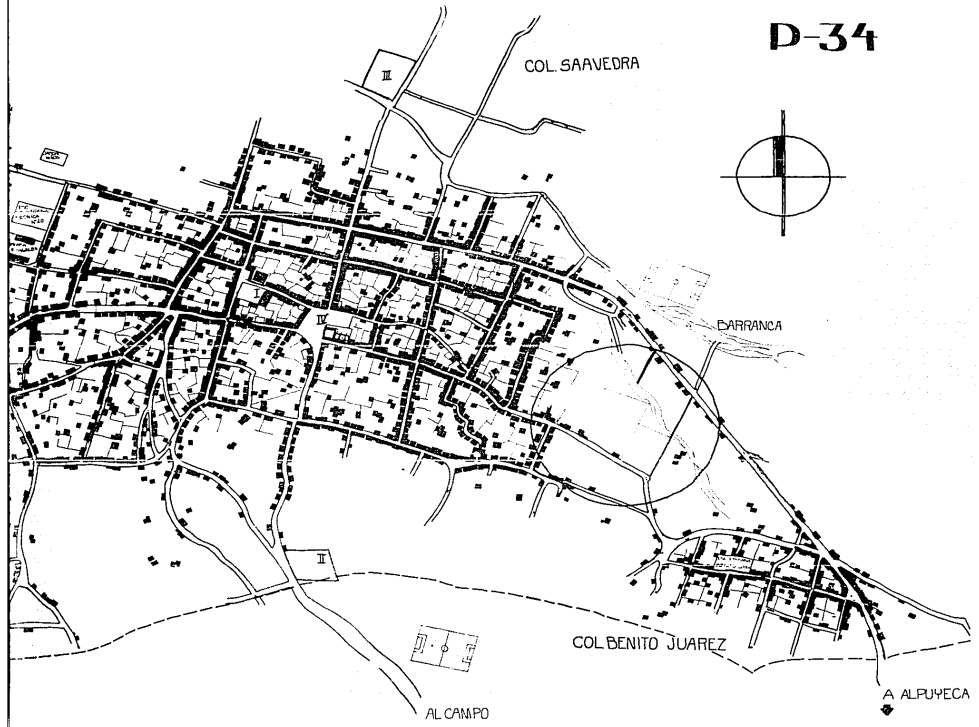 D-34
COL. SAAVEDRA
III
BARRANCA
I
IV
II
COL BENITO JUAREZ
A ALPUYECA
AL CAMPO